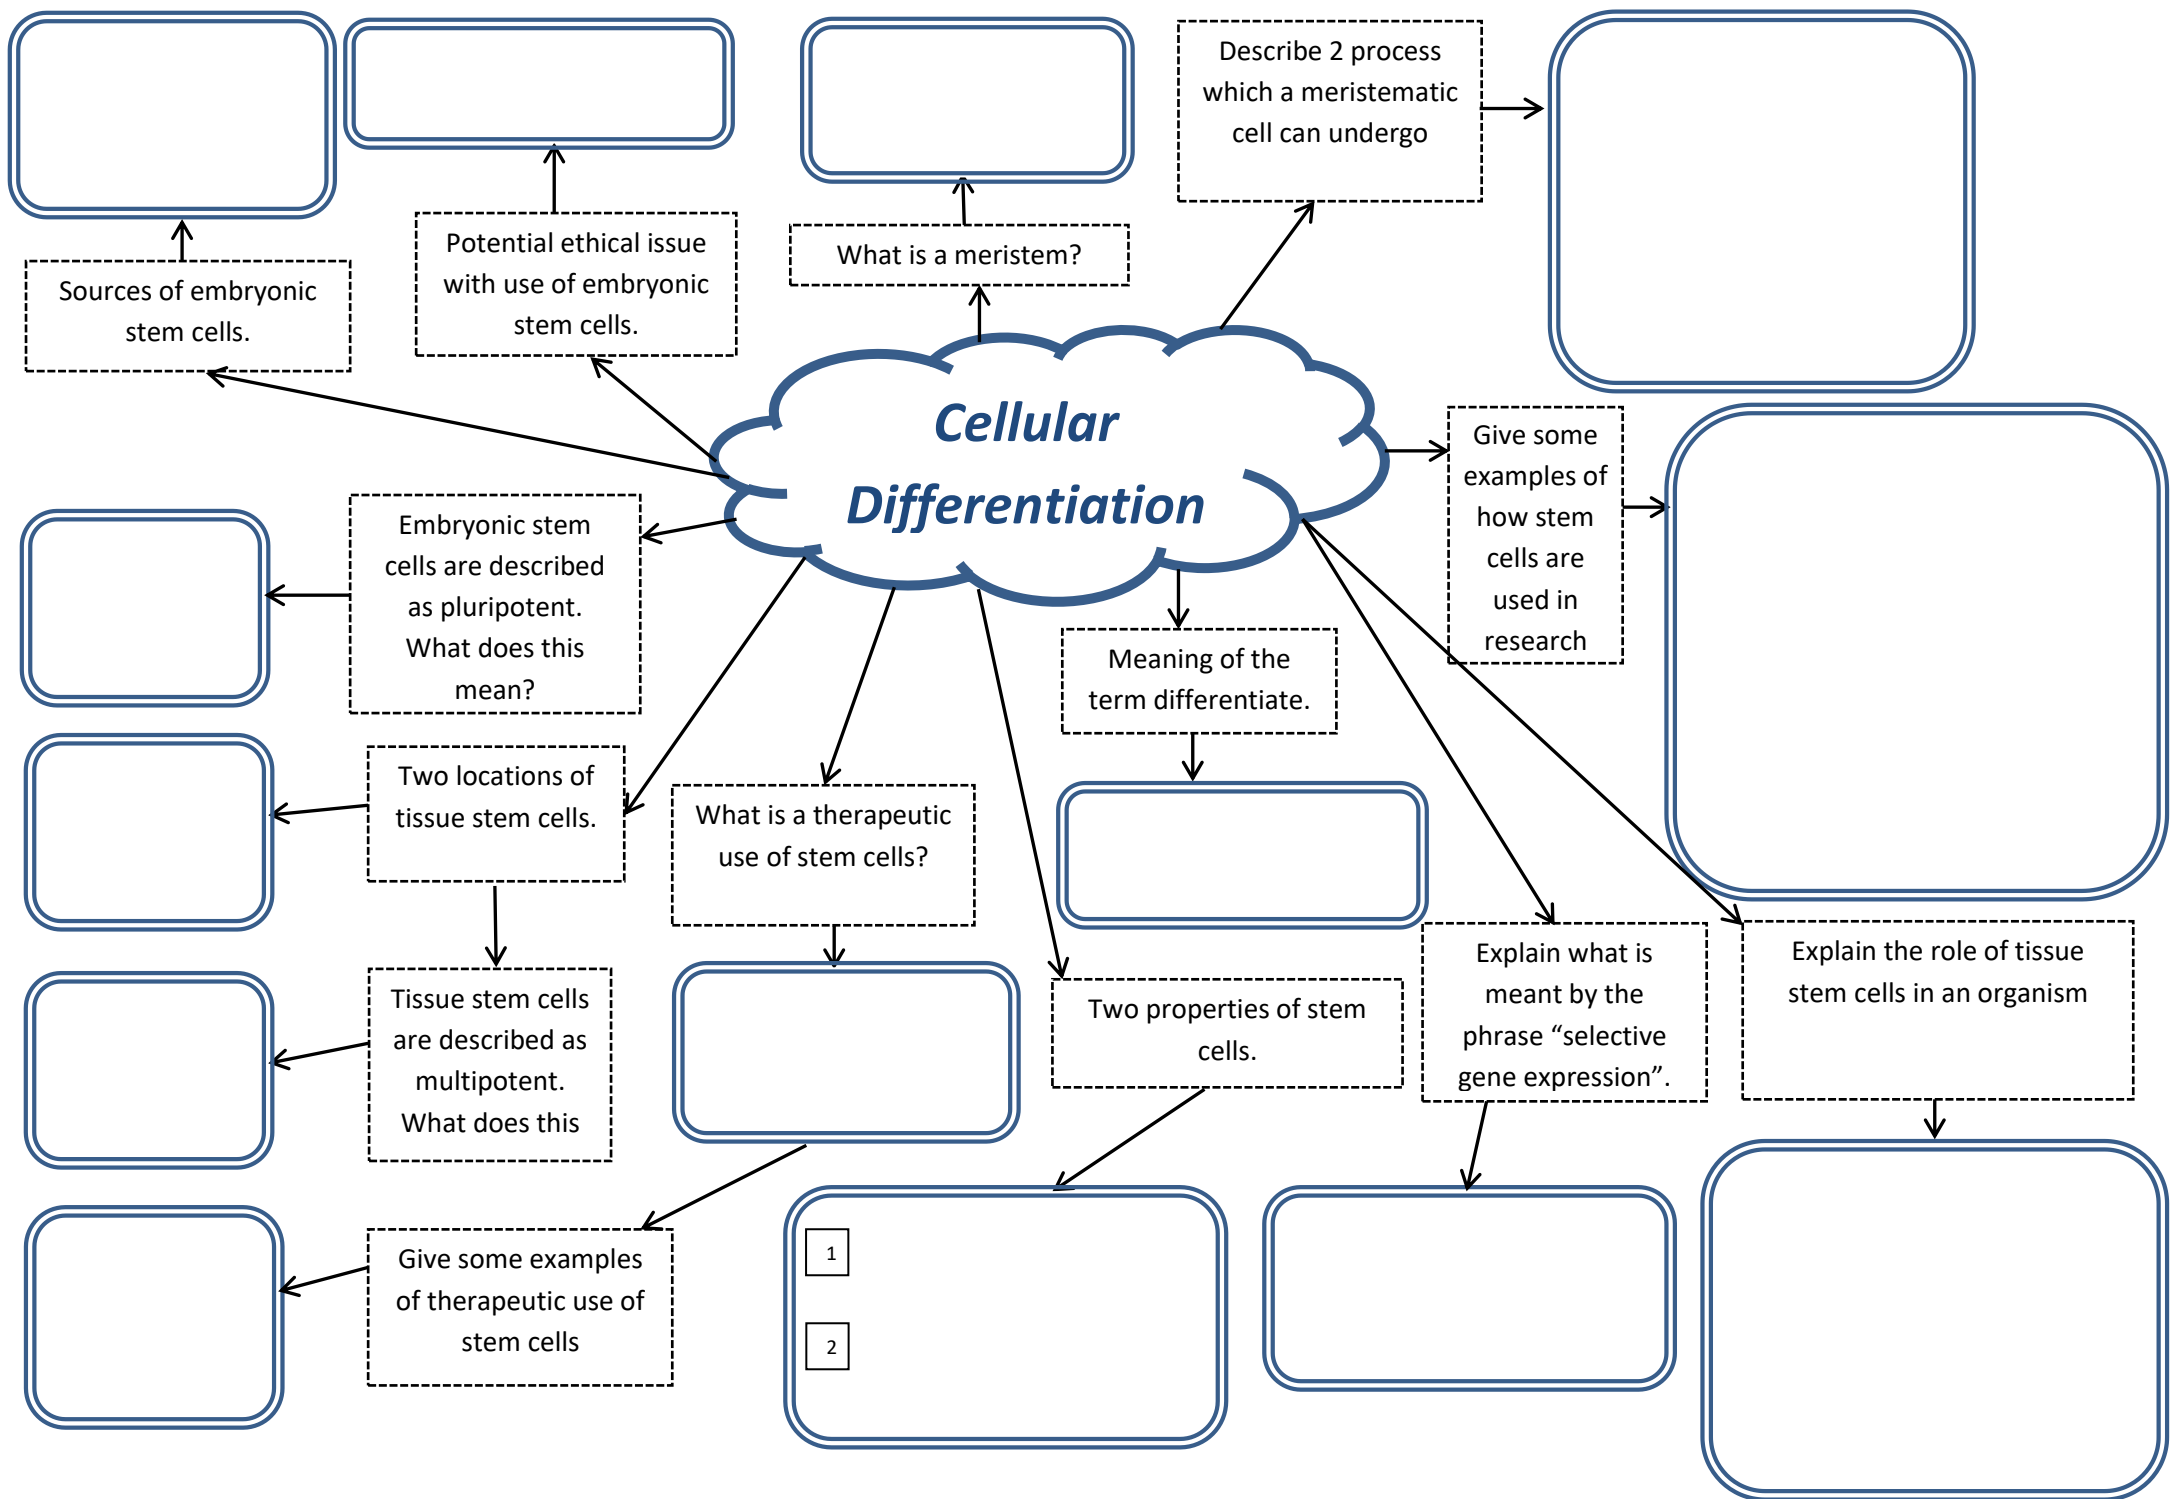 Describe 2 process
which a meristematic
cell can undergo
Potential ethical issue
with use of embryonic
stem cells.
What is a meristem?
Sources of embryonic
stem cells.
Cellular
Differentiation
Give some
examples of
how stem
cells are
used in
research
Embryonic stem
cells are described
as pluripotent.
What does this
mean?
Meaning of the
term differentiate.
Two locations of
tissue stem cells.
What is a therapeutic
use of stem cells?
Explain what is
meant by the
phrase “selective
gene expression”.
Explain the role of tissue
stem cells in an organism
Tissue stem cells
are described as
multipotent.
What does this
Two properties of stem
cells.
Give some examples
of therapeutic use of
stem cells
1
2